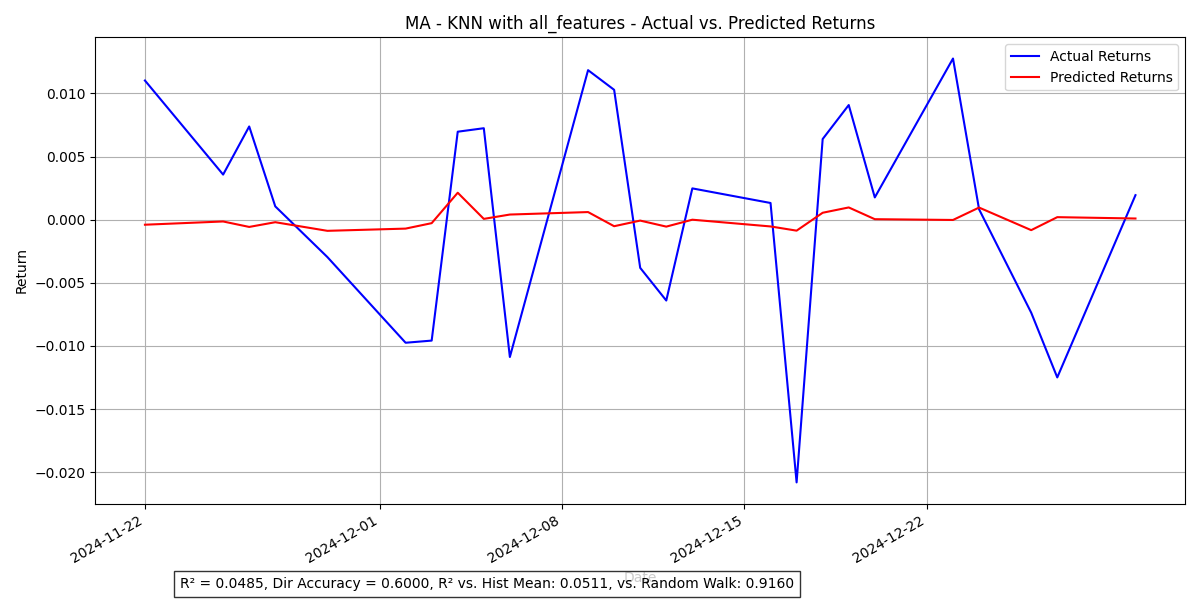 MA - KNN with all_features - Actual vs. Predicted Returns
Actual Returns
Predicted Returns
0.010
0.005
0.000
−0.005
−0.010
−0.015
−0.020
Return
2024-11-22
2024-12-01
2024-12-08
2024-12-15
2024-12-22
Date
R² = 0.0485, Dir Accuracy = 0.6000, R² vs. Hist Mean: 0.0511, vs. Random Walk: 0.9160